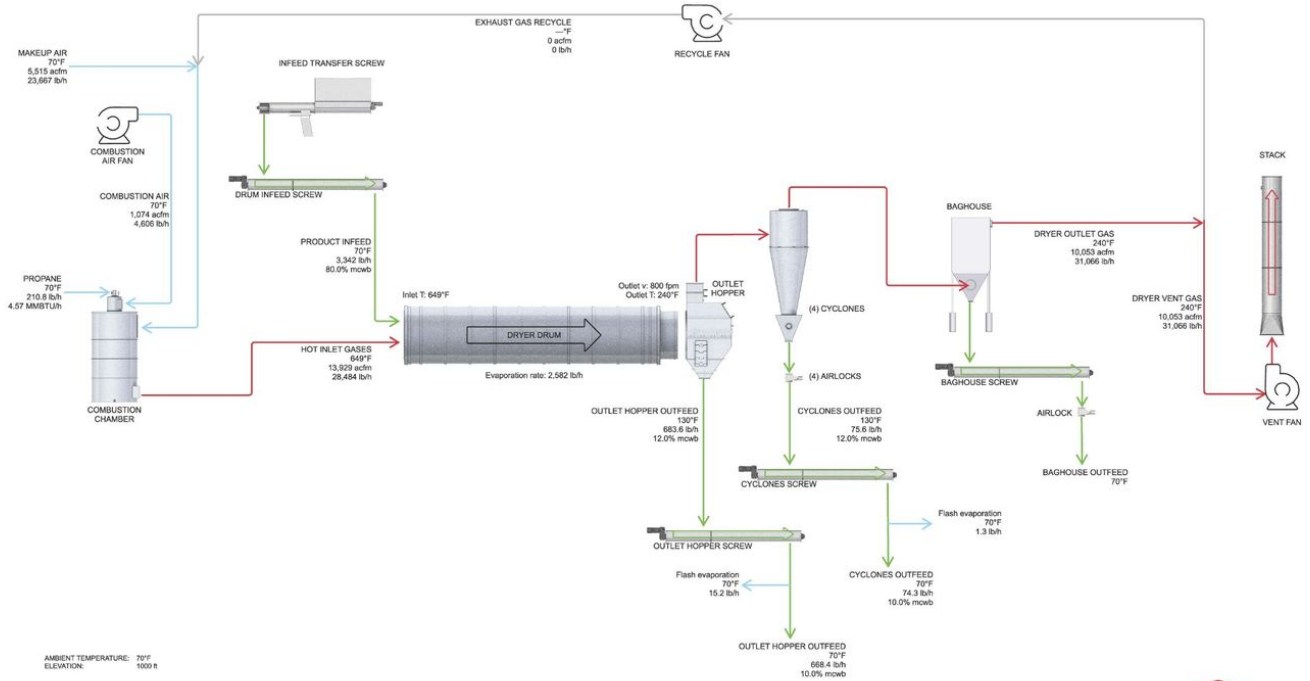 EXHAUST GAS RECYCLE
---°F
0 acfm
0 lb/h
RECYCLE FAN
MAKEUP AIR
70°F
5,515 acfm
23,667 lb/h
INFEED TRANSFER SCREW
COMBUSTION
AIR FAN
DRUM INFEED SCREW
COMBUSTION AIR
70°F
1,074 acfm
4,606 lb/h
PRODUCT INFEED
70°F
3,342 lb/h
80.0% mcwb
PROPANE
70°F
210.8 lb/h
4.57 MMBTU/h
COMBUSTION
CHAMBER
HOT INLET GASES
649°F
13,929 acfm
28,484 lb/h
Inlet T: 649°F
DRYER DRUM
Evaporation rate: 2,582 lb/h
Outlet v: 800 fpm
Outlet T: 240°F
OUTLET
HOPPER
(4) CYCLONES
(4) AIRLOCKS
OUTLET HOPPER OUTFEED
130°F
683.6 lb/h
12.0% mcwb
CYCLONES OUTFEED
130°F
75.6 lb/h
12.0% mcwb
CYCLONES SCREW
OUTLET HOPPER SCREW
Flash evaporation
70°F
15.2 lb/h
Flash evaporation
70°F
1.3 lb/h
CYCLONES OUTFEED
70°F
74.3 lb/h
10.0% mcwb
OUTLET HOPPER OUTFEED
70°F
668.4 lb/h
10.0% mcwb
BAGHOUSE
DRYER OUTLET GAS
240°F
10,053 acfm
31,066 lb/h
DRYER VENT GAS
240°F
10,053 acfm
31,066 lb/h
BAGHOUSE SCREW
AIRLOCK
BAGHOUSE OUTFEED
70°F
STACK
VENT FAN
AMBIENT TEMPERATURE: 70°F
ELEVATION: 1000 ft